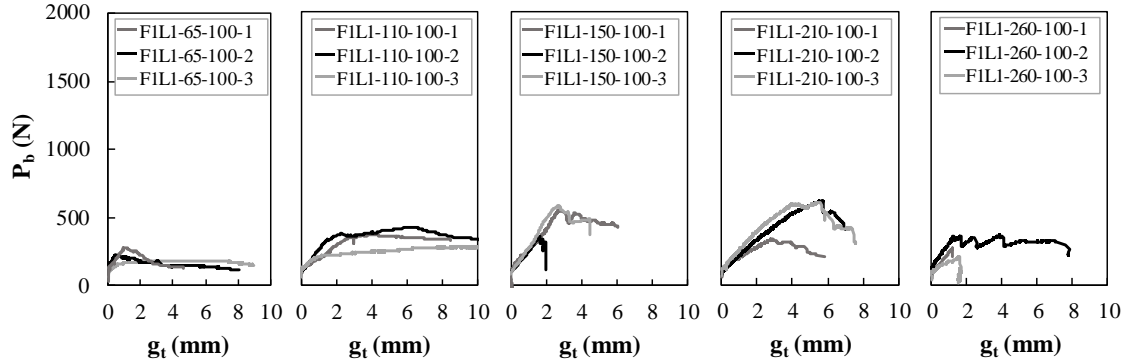 2000
1500
1000
500
0
P_b (N)
F1L1-65-100-1
F1L1-65-100-2
F1L1-65-100-3
0 2 4 6 8 10
g_t (mm)
F1L1-110-100-1
F1L1-110-100-2
F1L1-110-100-3
0 2 4 6 8 10
g_t (mm)
F1L1-150-100-1
F1L1-150-100-2
F1L1-150-100-3
0 2 4 6 8 10
g_t (mm)
F1L1-210-100-1
F1L1-210-100-2
F1L1-210-100-3
0 2 4 6 8 10
g_t (mm)
F1L1-260-100-1
F1L1-260-100-2
F1L1-260-100-3
0 2 4 6 8 10
g_t (mm)